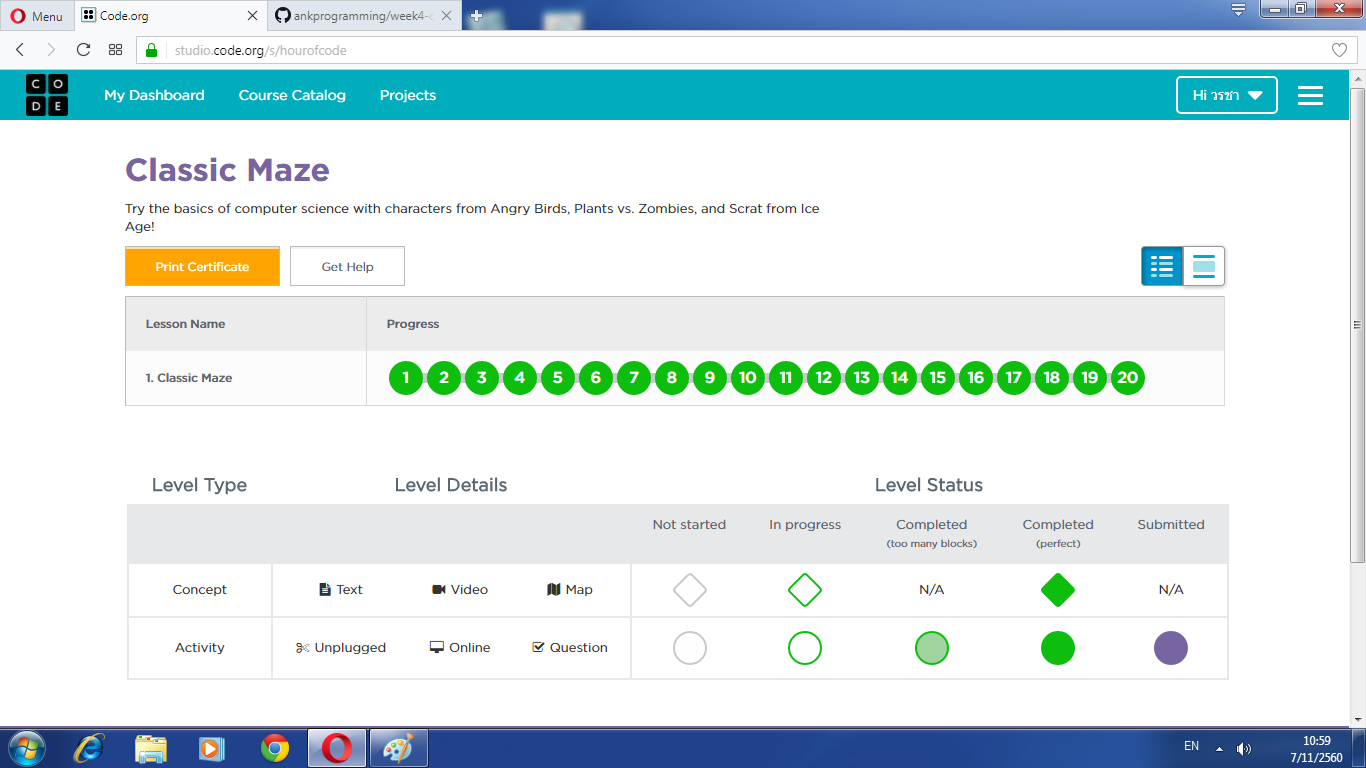 Menu
Code.org
ankprogramming/week4-c
studio.code.org/s/hourofcode
C O
D E
My Dashboard
Course Catalog
Projects
Hi วรชา
Classic Maze
Try the basics of computer science with characters from Angry Birds, Plants vs. Zombies, and Scrat from Ice
Age!
Print Certificate
Get Help
Lesson Name
Progress
1. Classic Maze
1 2 3 4 5 6 7 8 9 10 11 12 13 14 15 16 17 18 19 20
Level Type
Level Details
Level Status
Not started
In progress
Completed
(too many blocks)
Completed
(perfect)
Submitted
Concept
Text
Video
Map
N/A
N/A
Activity
Unplugged
Online
Question
EN
10:59
7/11/2560